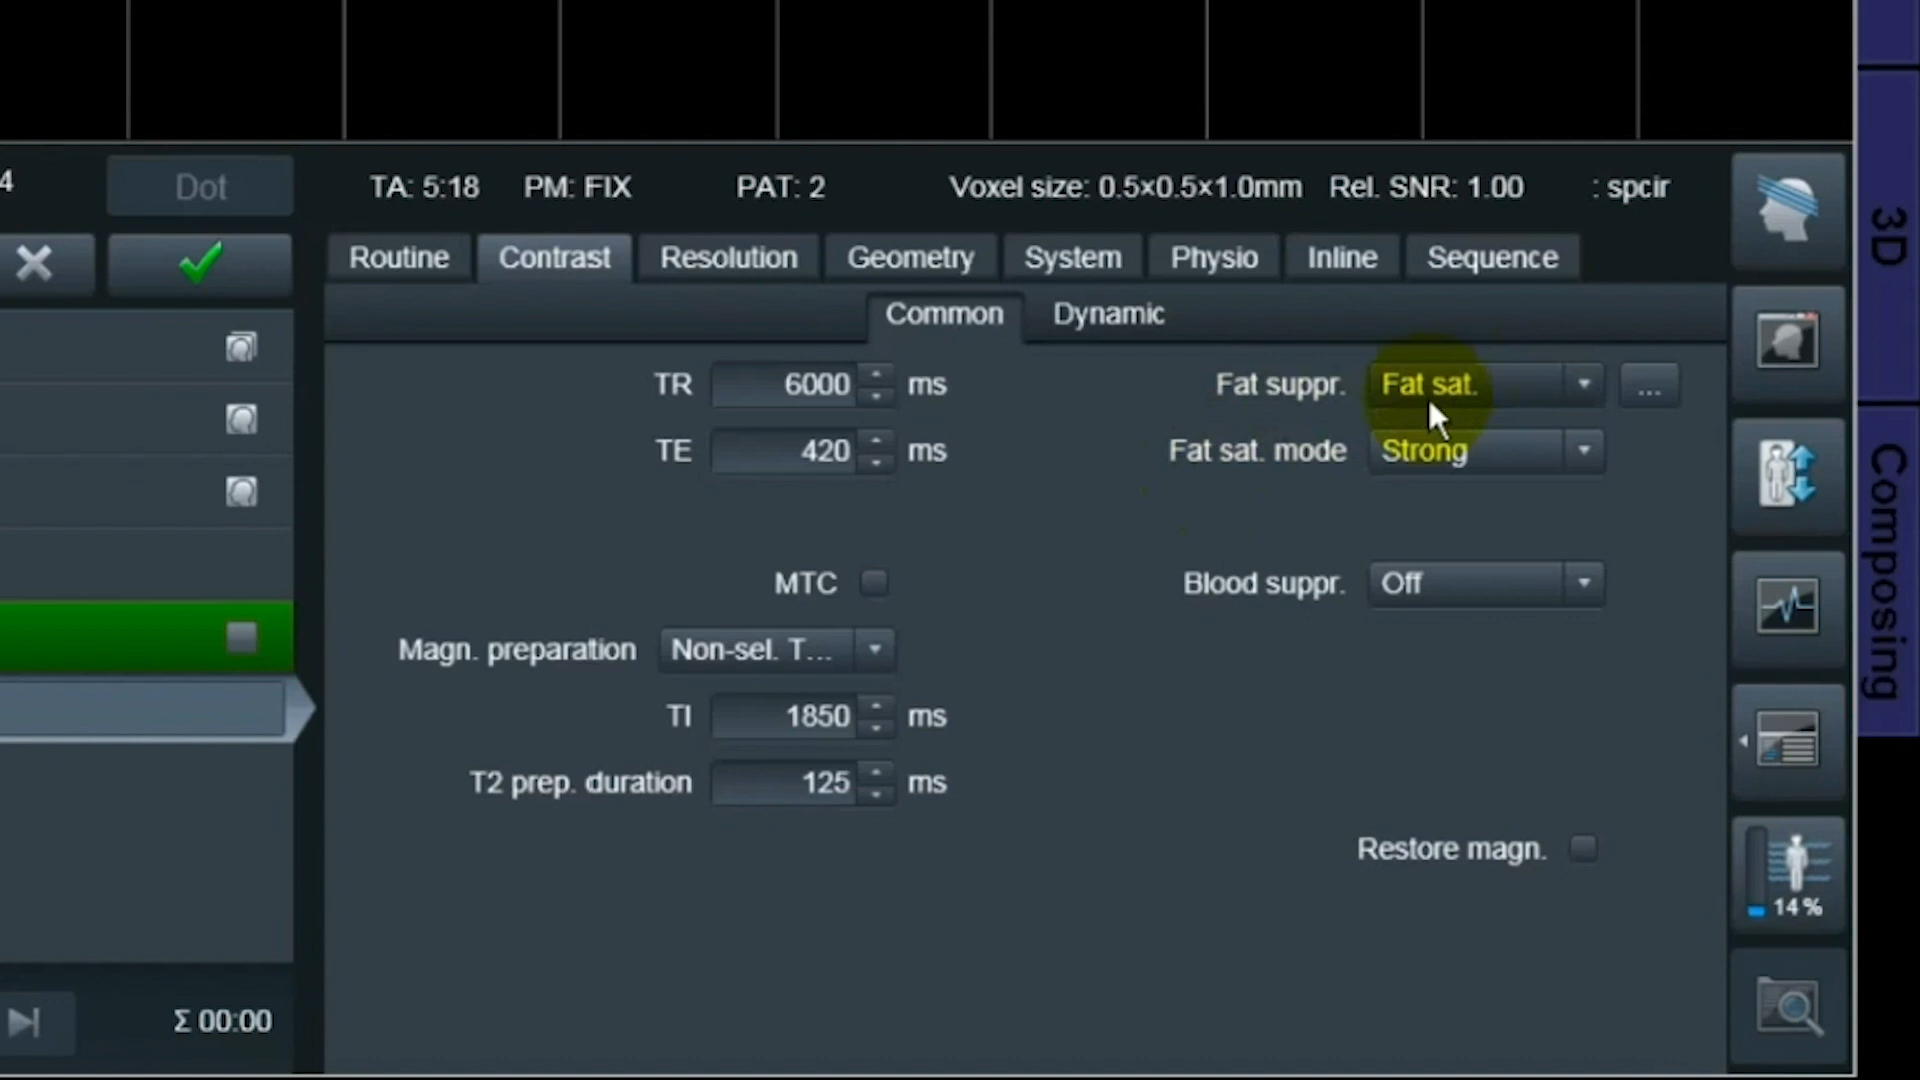 4
Dot
TA: 5:18 PM: FIX PAT: 2 Voxel size: 0.5×0.5×1.0mm Rel. SNR: 1.00 : spcir
Routine Contrast Resolution Geometry System Physio Inline Sequence
Common Dynamic
TR 6000 ms Fat suppr. Fat sat. ...
TE 420 ms Fat sat. mode Strong
MTC Blood suppr. Off
Magn. preparation Non-sel. T...
TI 1850 ms
T2 prep. duration 125 ms
Restore magn.
14 %
Σ 00:00
3D
Composing